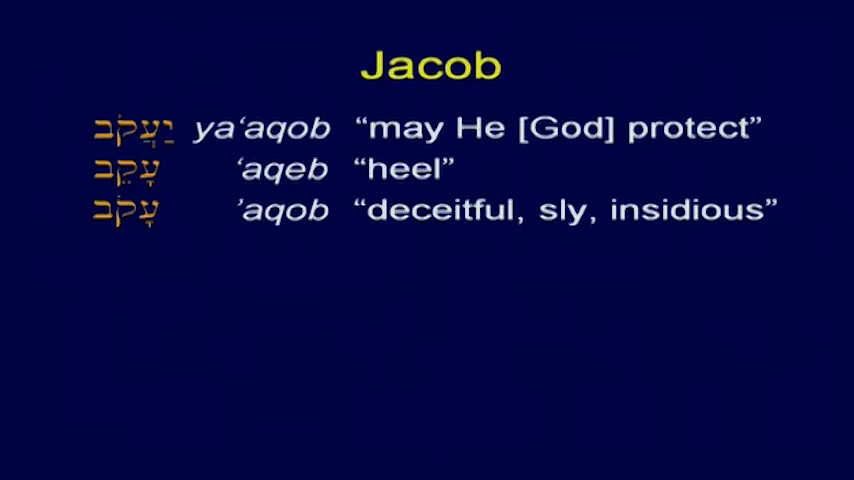 Jacob
יַעֲקֹב ya‘aqob “may He [God] protect”
עָקֵב ‘aqeb “heel”
עָקֹב ’aqob “deceitful, sly, insidious”